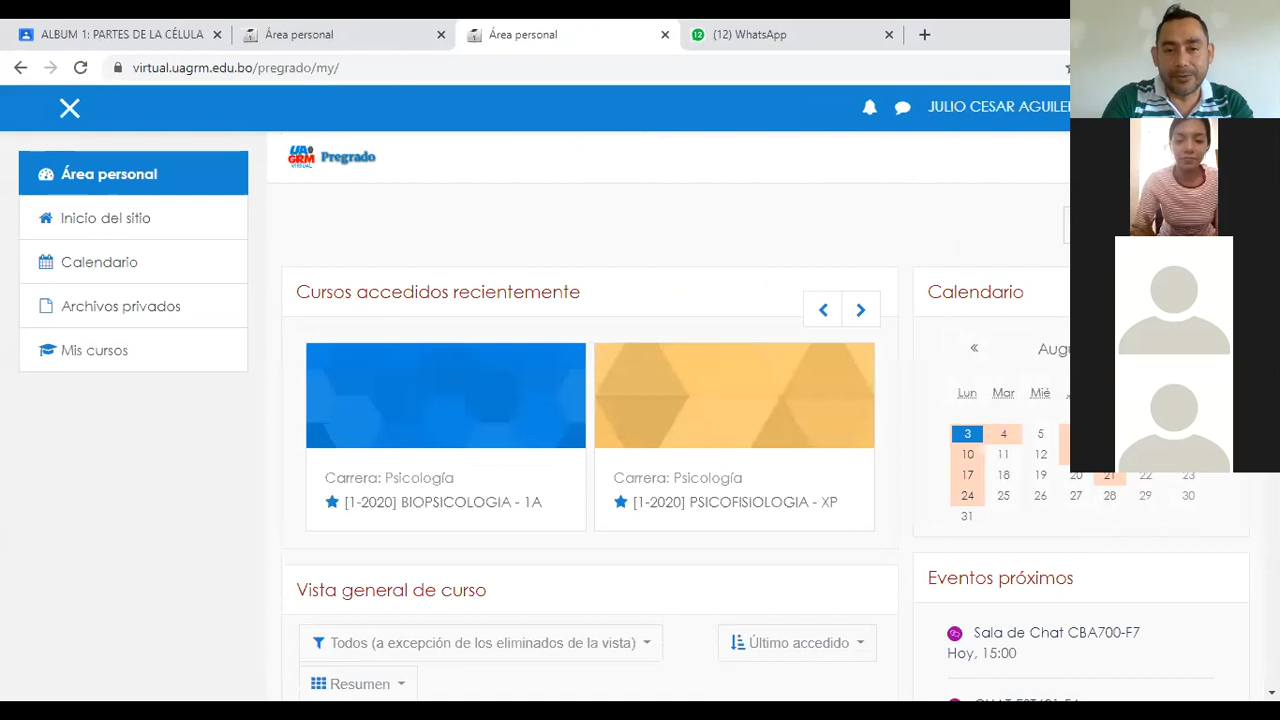 ALBUM 1: PARTES DE LA CÉLULA
Área personal
Área personal
12
(12) WhatsApp
virtual.uagrm.edu.bo/pregrado/my/
JULIO CESAR
Área personal
Inicio del sitio
Calendario
Archivos privados
Mis cursos
UAGRM VIRTUAL Pregrado
Cursos accedidos recientemente
Carrera: Psicología
[1-2020] BIOPSICOLOGIA - 1A
Carrera: Psicología
[1-2020] PSICOFISIOLOGIA - XP
Vista general de curso
Todos (a excepción de los eliminados de la vista)
Último accedido
Resumen
Calendario
«
Lun Mar Mié
3 4 5
10 11 12
17 18 19 20 21 22 23
24 25 26 27 28 29 30
31
Eventos próximos
Sala de Chat CBA700-F7
Hoy, 15:00